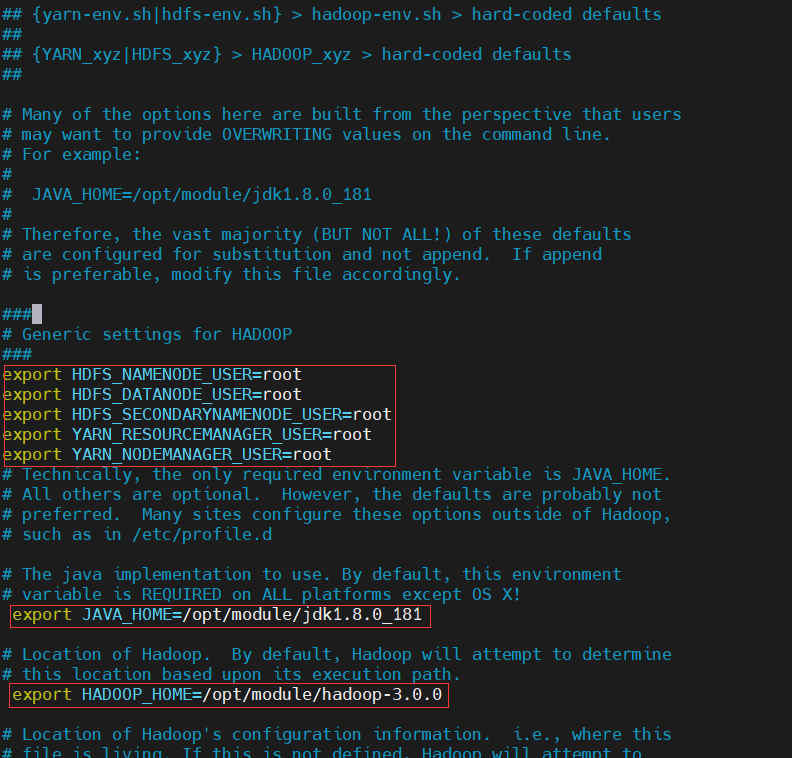 ## {yarn-env.sh|hdfs-env.sh} > hadoop-env.sh > hard-coded defaults
##
## {YARN_xyz|HDFS_xyz} > HADOOP_xyz > hard-coded defaults
##
# Many of the options here are built from the perspective that users
# may want to provide OVERWRITING values on the command line.
# For example:
#
#  JAVA_HOME=/opt/module/jdk1.8.0_181
#
# Therefore, the vast majority (BUT NOT ALL!) of these defaults
# are configured for substitution and not append.  If append
# is preferable, modify this file accordingly.
###
# Generic settings for HADOOP
###
export HDFS_NAMENODE_USER=root
export HDFS_DATANODE_USER=root
export HDFS_SECONDARYNAMENODE_USER=root
export YARN_RESOURCEMANAGER_USER=root
export YARN_NODEMANAGER_USER=root
# Technically, the only required environment variable is JAVA_HOME.
# All others are optional.  However, the defaults are probably not
# preferred.  Many sites configure these options outside of Hadoop,
# such as in /etc/profile.d
# The java implementation to use. By default, this environment
# variable is REQUIRED on ALL platforms except OS X!
export JAVA_HOME=/opt/module/jdk1.8.0_181
# Location of Hadoop.  By default, Hadoop will attempt to determine
# this location based upon its execution path.
export HADOOP_HOME=/opt/module/hadoop-3.0.0
# Location of Hadoop's configuration information.  i.e., where this
# file is living. If this is not defined, Hadoop will attempt to